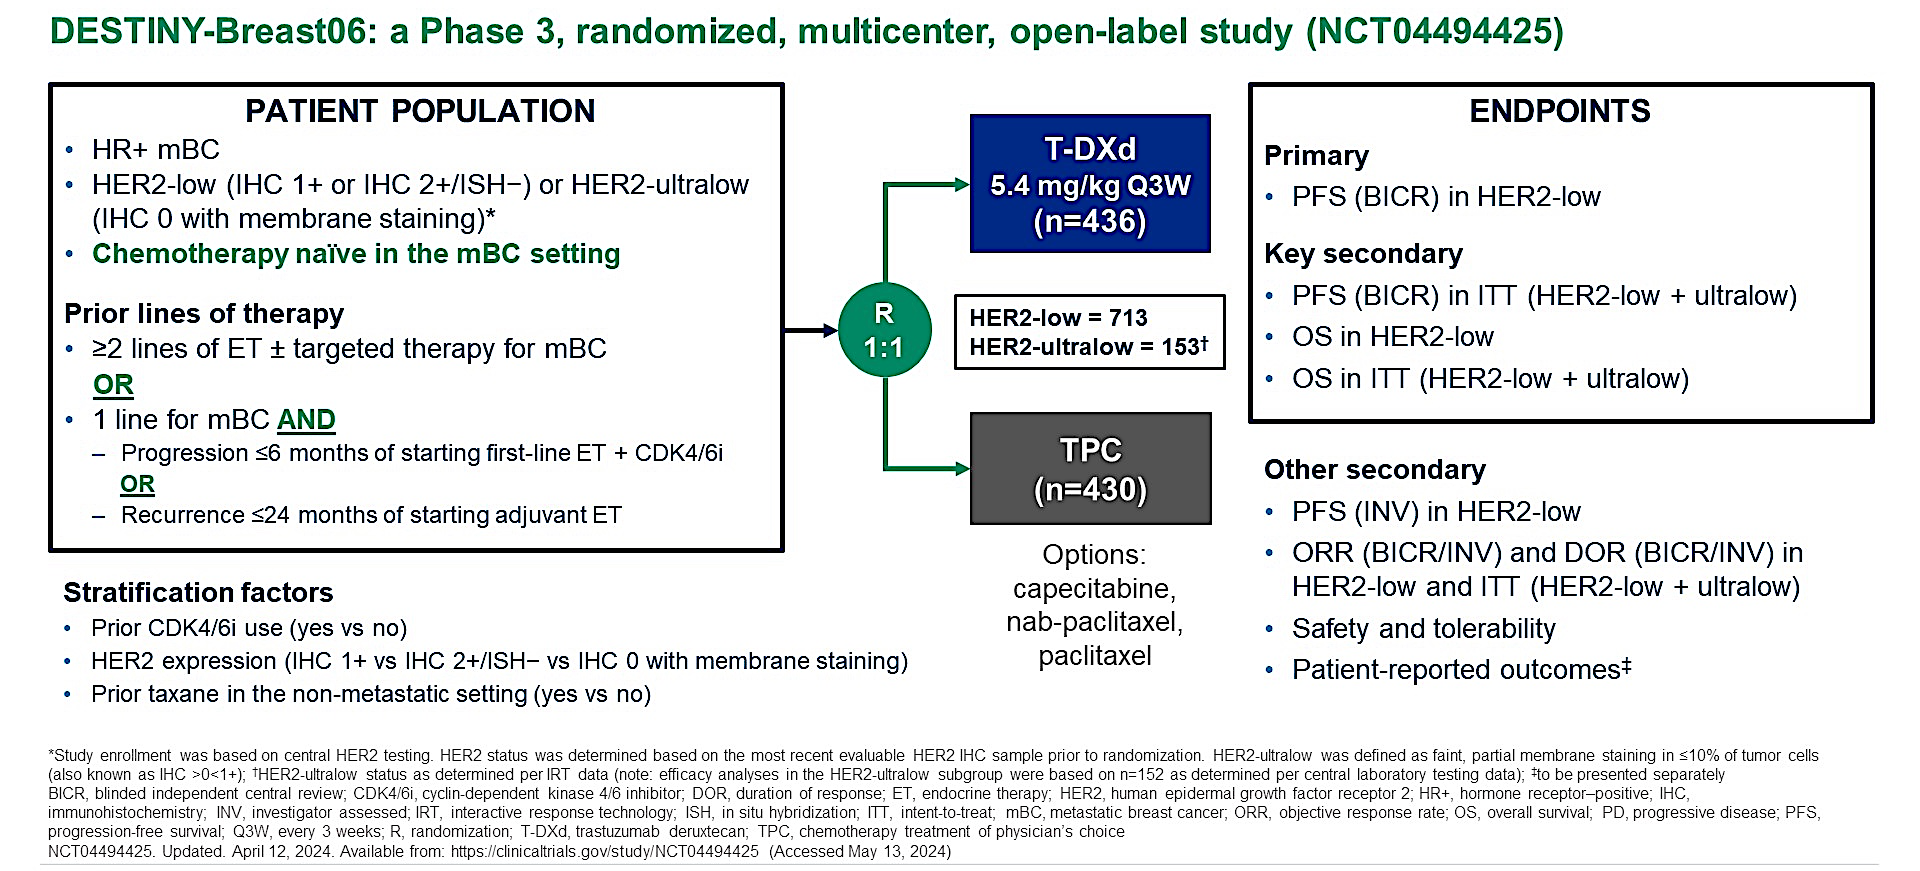 DESTINY-Breast06: a Phase 3, randomized, multicenter, open-label study (NCT04494425)
PATIENT POPULATION
• HR+ mBC
• HER2-low (IHC 1+ or IHC 2+/ISH−) or HER2-ultralow
(IHC 0 with membrane staining)*
• Chemotherapy naïve in the mBC setting
Prior lines of therapy
• ≥2 lines of ET ± targeted therapy for mBC
OR
• 1 line for mBC AND
– Progression ≤6 months of starting first-line ET + CDK4/6i
OR
– Recurrence ≤24 months of starting adjuvant ET
Stratification factors
• Prior CDK4/6i use (yes vs no)
• HER2 expression (IHC 1+ vs IHC 2+/ISH− vs IHC 0 with membrane staining)
• Prior taxane in the non-metastatic setting (yes vs no)
R
1:1
T-DXd
5.4 mg/kg Q3W
(n=436)
HER2-low = 713
HER2-ultralow = 153†
TPC
(n=430)
Options:
capecitabine,
nab-paclitaxel,
paclitaxel
ENDPOINTS
Primary
• PFS (BICR) in HER2-low
Key secondary
• PFS (BICR) in ITT (HER2-low + ultralow)
• OS in HER2-low
• OS in ITT (HER2-low + ultralow)
Other secondary
• PFS (INV) in HER2-low
• ORR (BICR/INV) and DOR (BICR/INV) in
HER2-low and ITT (HER2-low + ultralow)
• Safety and tolerability
• Patient-reported outcomes‡
*Study enrollment was based on central HER2 testing. HER2 status was determined based on the most recent evaluable HER2 IHC sample prior to randomization. HER2-ultralow was defined as faint, partial membrane staining in ≤10% of tumor cells
(also known as IHC >0<1+); †HER2-ultralow status as determined per IRT data (note: efficacy analyses in the HER2-ultralow subgroup were based on n=152 as determined per central laboratory testing data); ‡to be presented separately
BICR, blinded independent central review; CDK4/6i, cyclin-dependent kinase 4/6 inhibitor; DOR, duration of response; ET, endocrine therapy; HER2, human epidermal growth factor receptor 2; HR+, hormone receptor–positive; IHC,
immunohistochemistry; INV, investigator assessed; IRT, interactive response technology; ISH, in situ hybridization; ITT, intent-to-treat; mBC, metastatic breast cancer; ORR, objective response rate; OS, overall survival; PD, progressive disease; PFS,
progression-free survival; Q3W, every 3 weeks; R, randomization; T-DXd, trastuzumab deruxtecan; TPC, chemotherapy treatment of physician's choice
NCT04494425. Updated. April 12, 2024. Available from: https://clinicaltrials.gov/study/NCT04494425 (Accessed May 13, 2024)